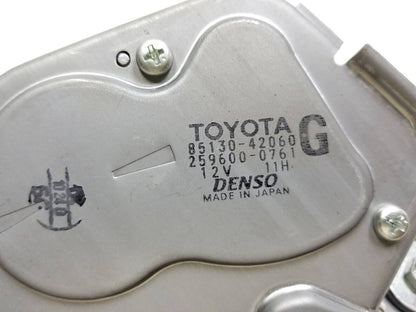 TOYOTA
85130-42060 G
259600-0761
12V 11H
DENSO
MADE IN JAPAN